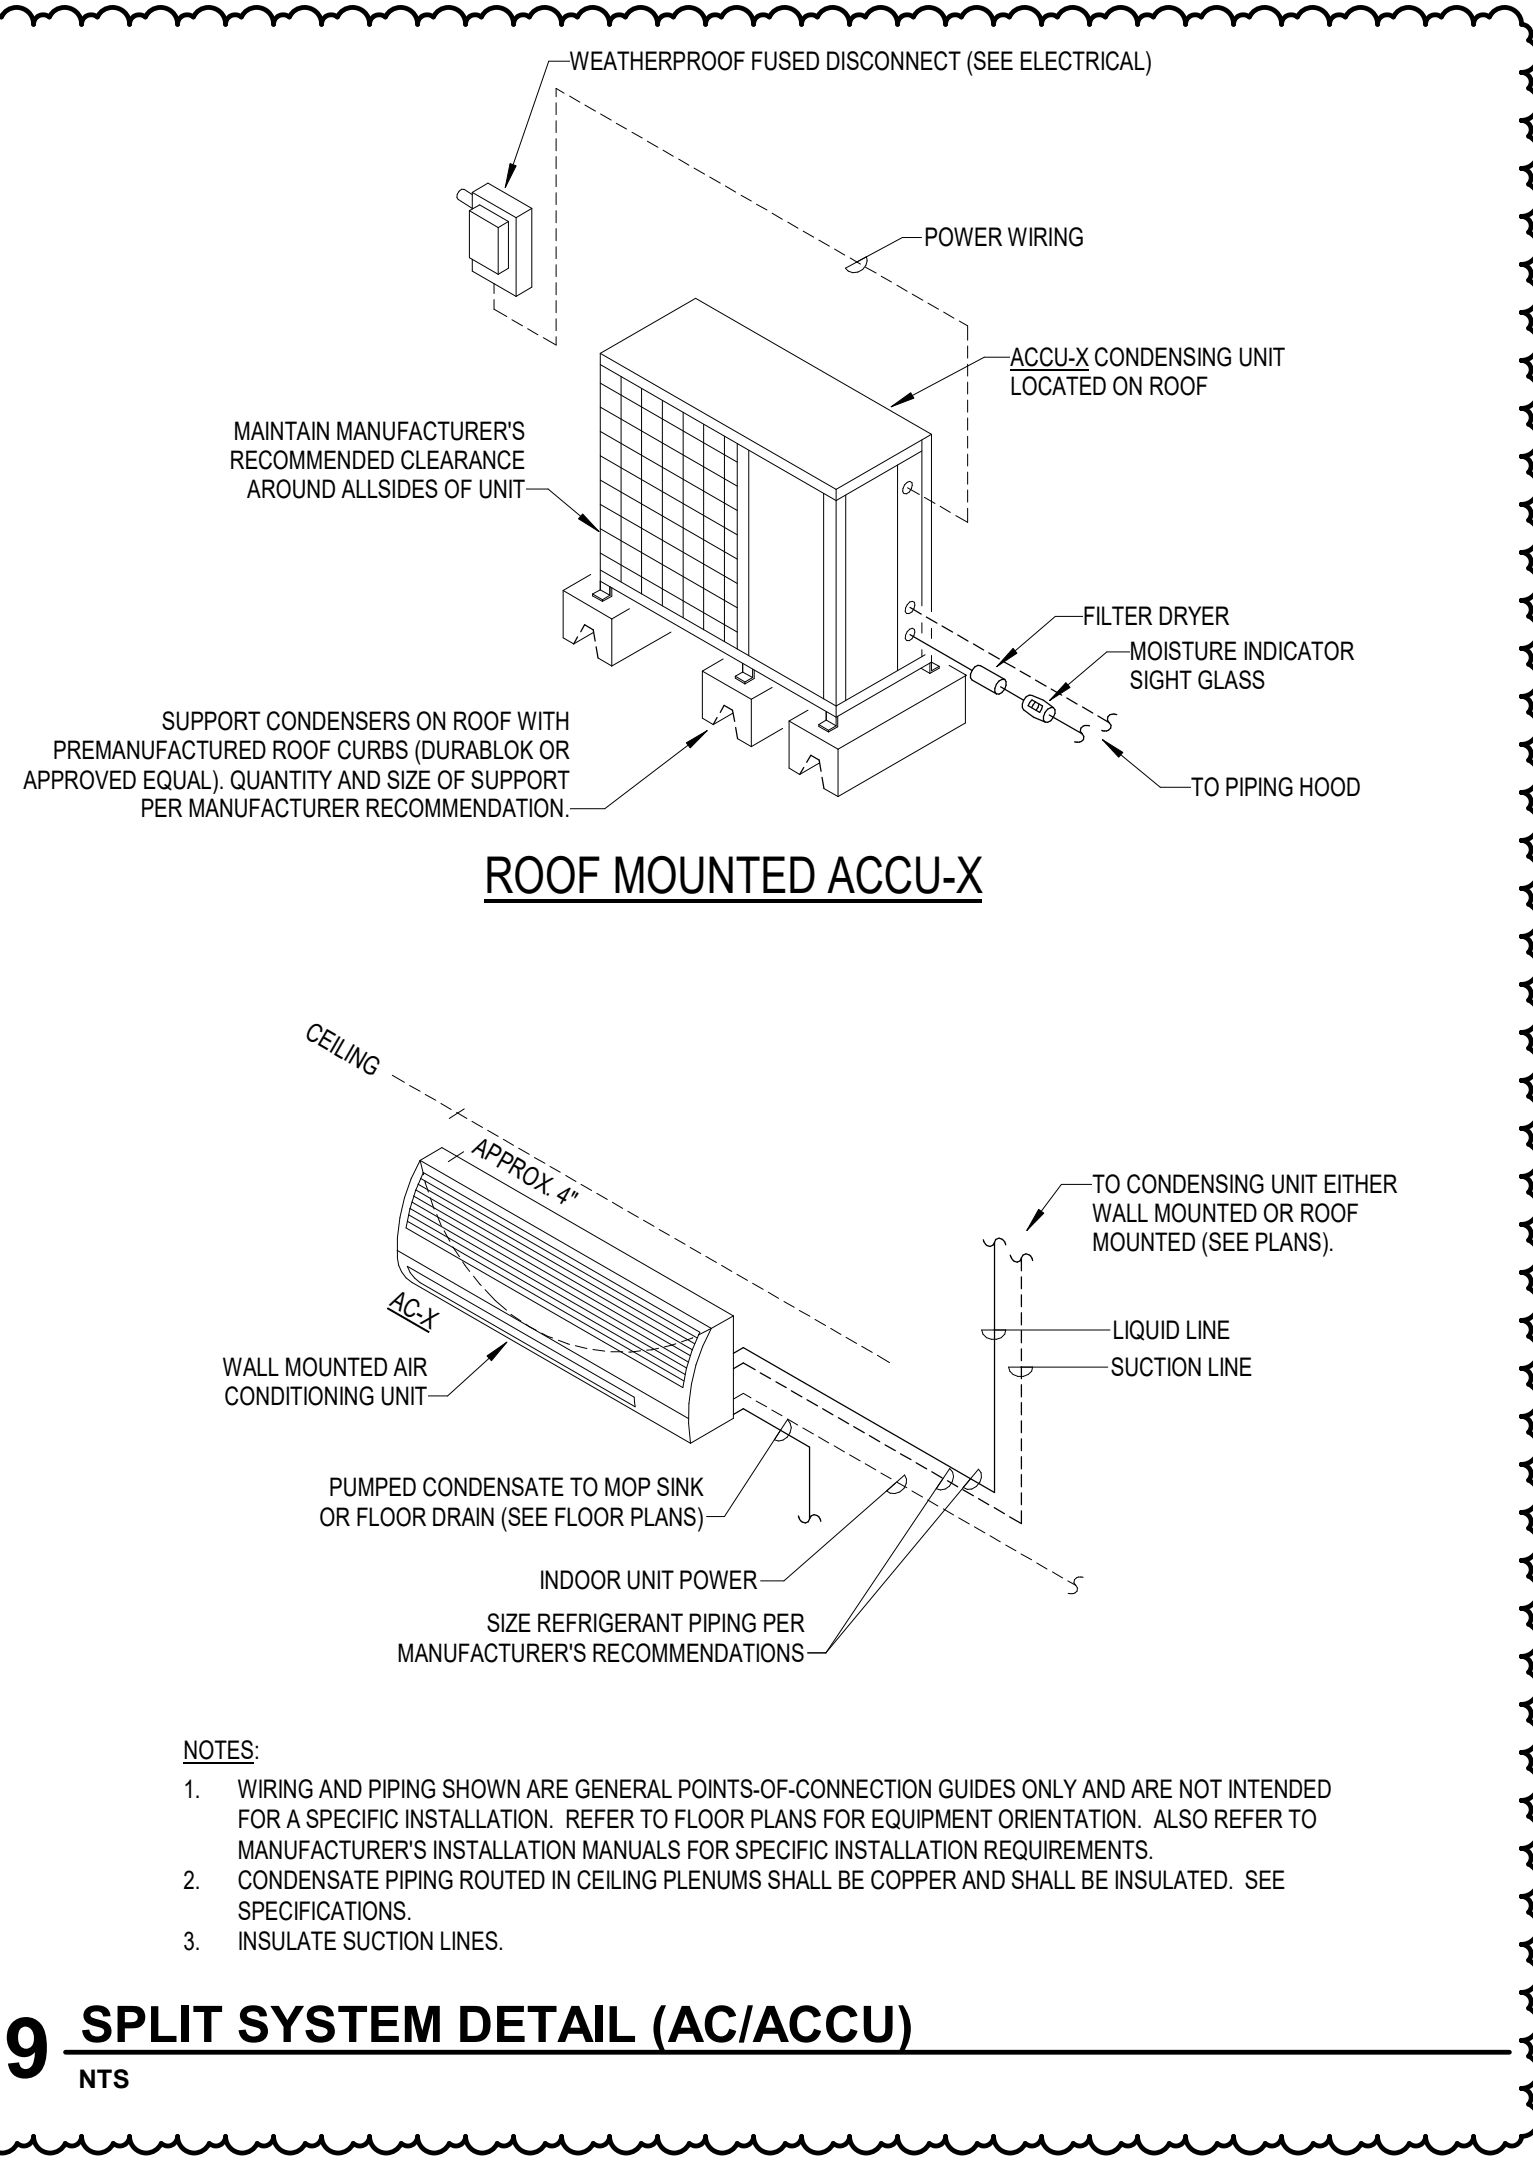 WEATHERPROOF FUSED DISCONNECT (SEE ELECTRICAL)
POWER WIRING
ACCU-X CONDENSING UNIT
LOCATED ON ROOF
MAINTAIN MANUFACTURER'S
RECOMMENDED CLEARANCE
AROUND ALLSIDES OF UNIT
FILTER DRYER
MOISTURE INDICATOR
SIGHT GLASS
SUPPORT CONDENSERS ON ROOF WITH
PREMANUFACTURED ROOF CURBS (DURABLOK OR
APPROVED EQUAL). QUANTITY AND SIZE OF SUPPORT
PER MANUFACTURER RECOMMENDATION.
TO PIPING HOOD
ROOF MOUNTED ACCU-X
CEILING
APPROX. 4"
TO CONDENSING UNIT EITHER
WALL MOUNTED OR ROOF
MOUNTED (SEE PLANS).
AC-X
LIQUID LINE
SUCTION LINE
WALL MOUNTED AIR
CONDITIONING UNIT
PUMPED CONDENSATE TO MOP SINK
OR FLOOR DRAIN (SEE FLOOR PLANS)
INDOOR UNIT POWER
SIZE REFRIGERANT PIPING PER
MANUFACTURER'S RECOMMENDATIONS
NOTES:
1. WIRING AND PIPING SHOWN ARE GENERAL POINTS-OF-CONNECTION GUIDES ONLY AND ARE NOT INTENDED
FOR A SPECIFIC INSTALLATION. REFER TO FLOOR PLANS FOR EQUIPMENT ORIENTATION. ALSO REFER TO
MANUFACTURER'S INSTALLATION MANUALS FOR SPECIFIC INSTALLATION REQUIREMENTS.
2. CONDENSATE PIPING ROUTED IN CEILING PLENUMS SHALL BE COPPER AND SHALL BE INSULATED. SEE
SPECIFICATIONS.
3. INSULATE SUCTION LINES.
9 SPLIT SYSTEM DETAIL (AC/ACCU)
NTS